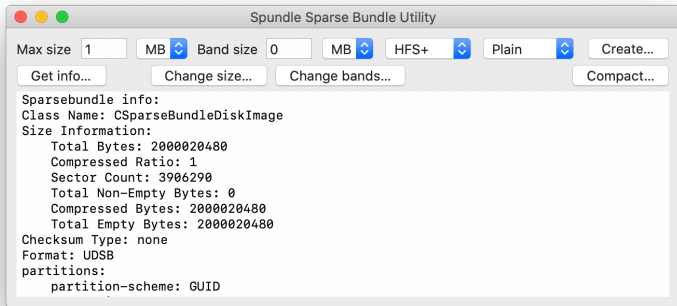 Spundle Sparse Bundle Utility
Max size 1 MB Band size 0 MB HFS+ Plain Create...
Get info... Change size... Change bands... Compact...
Sparsebundle info:
Class Name: CSparseBundleDiskImage
Size Information:
Total Bytes: 2000020480
Compressed Ratio: 1
Sector Count: 3906290
Total Non-Empty Bytes: 0
Compressed Bytes: 2000020480
Total Empty Bytes: 2000020480
Checksum Type: none
Format: UDSB
partitions:
partition-scheme: GUID